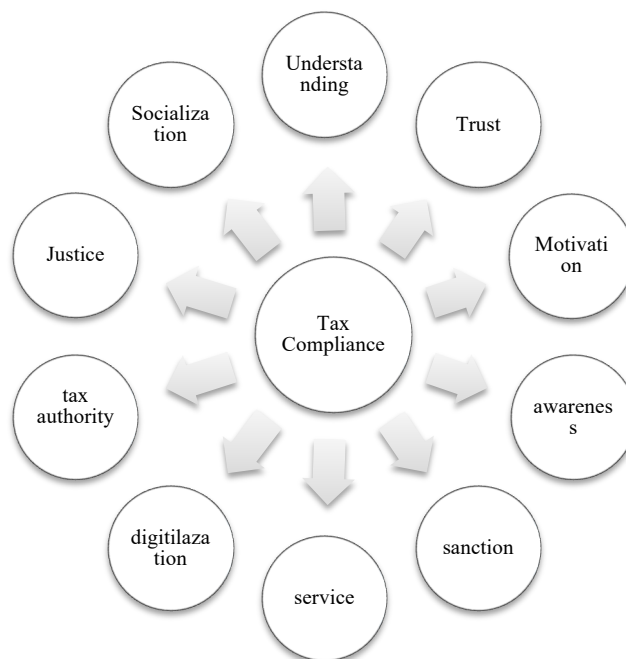 Understa
nding
Socializa
tion
Trust
Justice
Motivati
on
Tax
Compliance
tax
authority
awarenes
s
digitilaza
tion
sanction
service